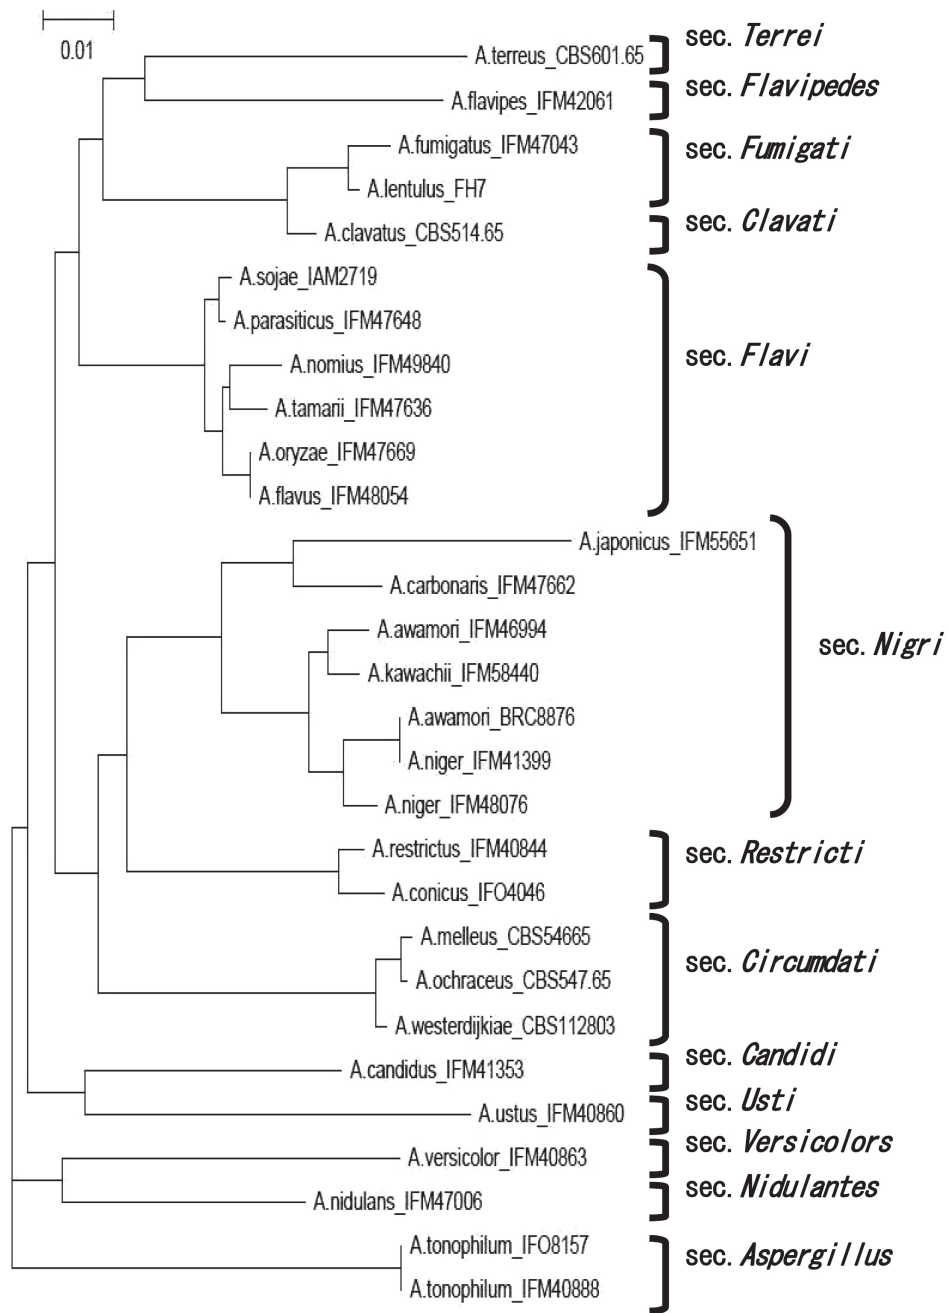 0.01
sec. Terrei
A.terreus_CBS601.65
sec. Flavipedes
A.flavipes_IFM42061
A.fumigatus_IFM47043
sec. Fumigati
A.lentulus_FH7
sec. Clavati
A.clavatus_CBS514.65
A.sojae_IAM2719
A.parasiticus_IFM47648
sec. Flavi
A.nomius_IFM49840
A.tamarii_IFM47636
A.oryzae_IFM47669
A.flavus_IFM48054
A.japonicus_IFM55651
A.carbonaris_IFM47662
A.awamori_IFM46994
sec. Nigri
A.kawachii_IFM58440
A.awamori_BRC8876
A.niger_IFM41399
A.niger_IFM48076
A.restrictus_IFM40844
sec. Restricti
A.conicus_IFO4046
A.melleus_CBS54665
sec. Circumdati
A.ochraceus_CBS547.65
A.westerdijkiae_CBS112803
sec. Candidi
A.candidus_IFM41353
sec. Usti
A.ustus_IFM40860
sec. Versicolors
A.versicolor_IFM40863
sec. Nidulantes
A.nidulans_IFM47006
A.tonophilum_IFO8157
sec. Aspergillus
A.tonophilum_IFM40888